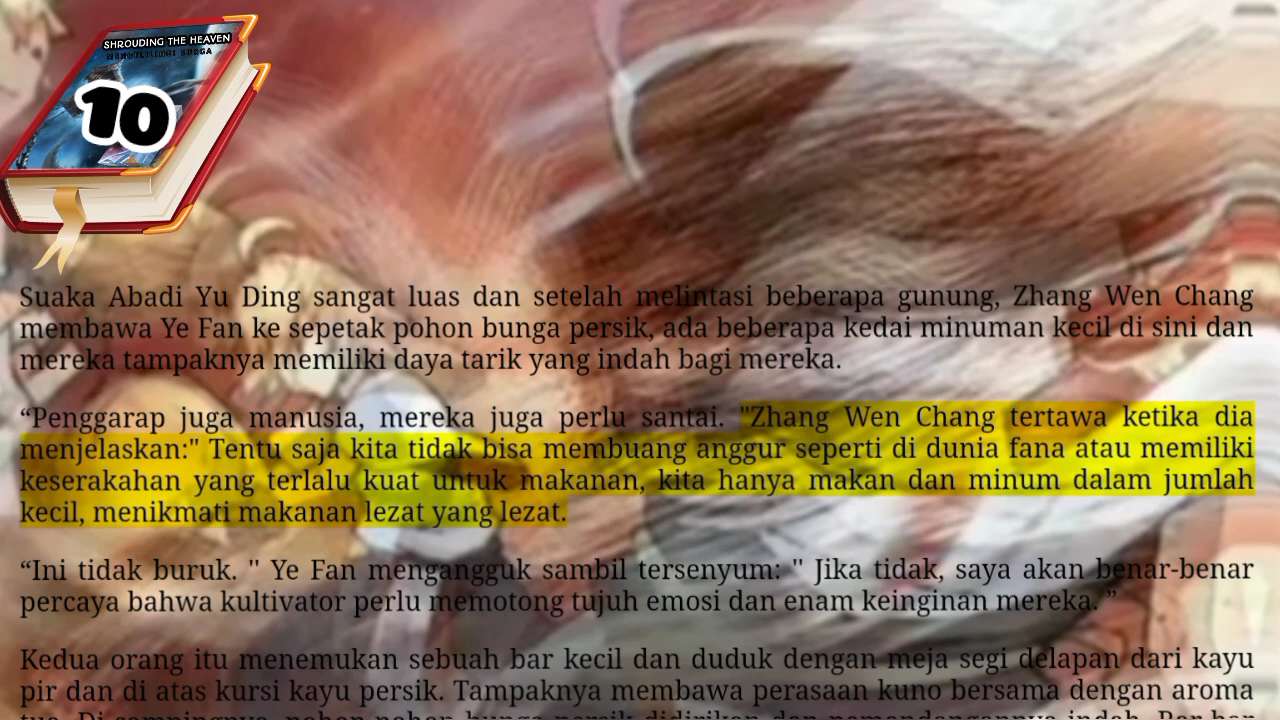 SHROUDING THE HEAVEN
MENGELILINGI SURGA
10
Suaka Abadi Yu Ding sangat luas dan setelah melintasi beberapa gunung, Zhang Wen Chang
membawa Ye Fan ke sepetak pohon bunga persik, ada beberapa kedai minuman kecil di sini dan
mereka tampaknya memiliki daya tarik yang indah bagi mereka.
“Penggarap juga manusia, mereka juga perlu santai. "Zhang Wen Chang tertawa ketika dia
menjelaskan:" Tentu saja kita tidak bisa membuang anggur seperti di dunia fana atau memiliki
keserakahan yang terlalu kuat untuk makanan, kita hanya makan dan minum dalam jumlah
kecil, menikmati makanan lezat yang lezat.
“Ini tidak buruk. " Ye Fan mengangguk sambil tersenyum: " Jika tidak, saya akan benar-benar
percaya bahwa kultivator perlu memotong tujuh emosi dan enam keinginan mereka. ”
Kedua orang itu menemukan sebuah bar kecil dan duduk dengan meja segi delapan dari kayu
pir dan di atas kursi kayu persik. Tampaknya membawa perasaan kuno bersama dengan aroma